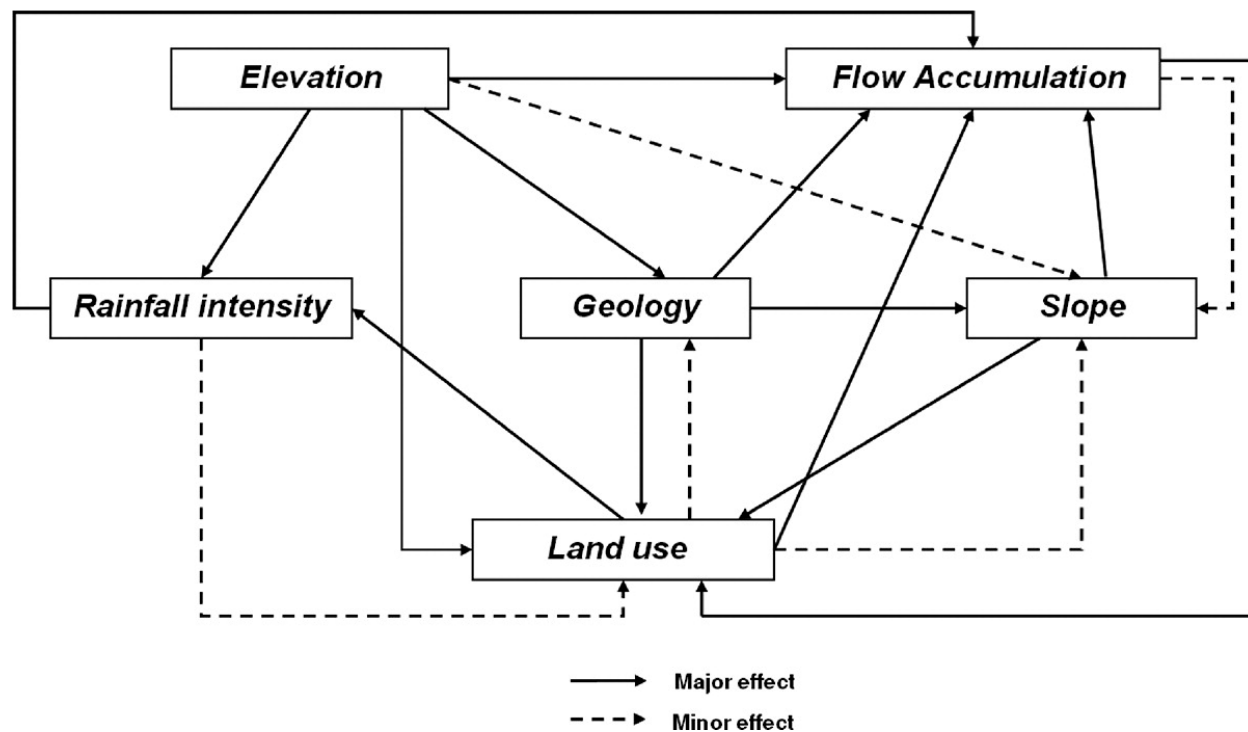 Elevation
Flow Accumulation
Rainfall intensity
Geology
Slope
Land use
Major effect
Minor effect